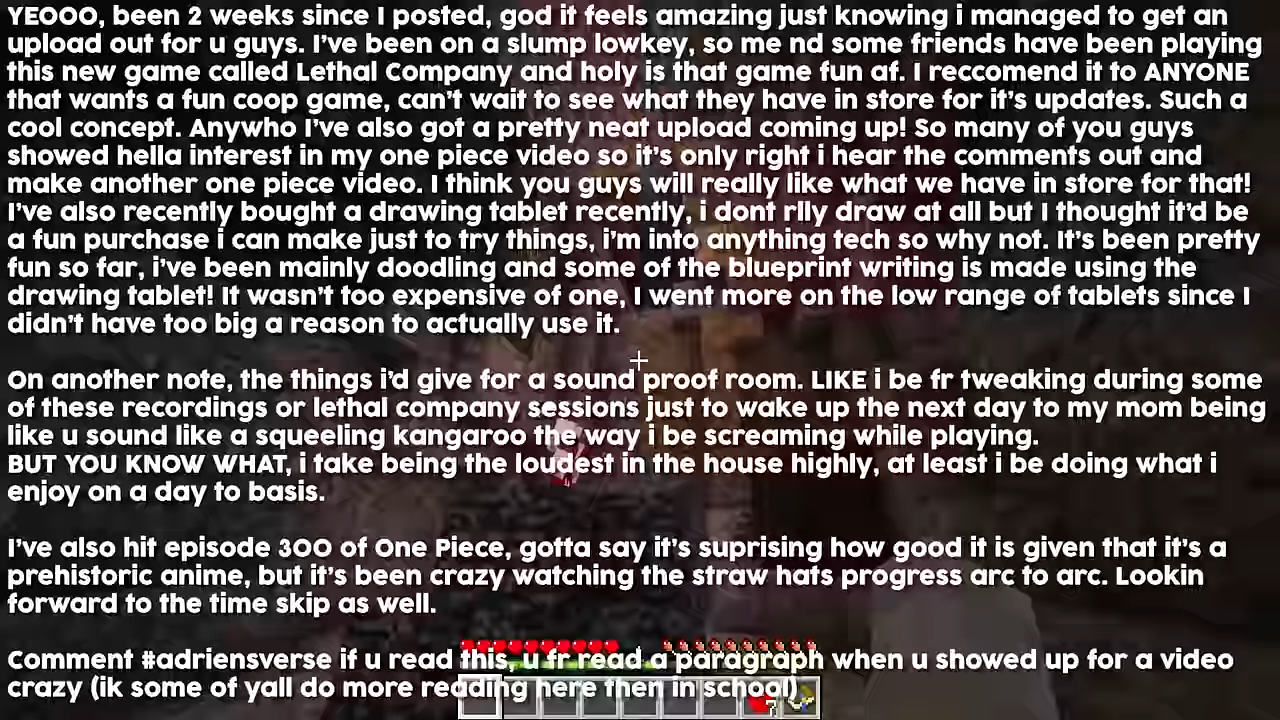 YEOOO, been 2 weeks since I posted, god it feels amazing just knowing i managed to get an
upload out for u guys. I've been on a slump lowkey, so me nd some friends have been playing
this new game called Lethal Company and holy is that game fun af. I reccomend it to ANYONE
that wants a fun coop game, can't wait to see what they have in store for it's updates. Such a
cool concept. Anywho I've also got a pretty neat upload coming up! So many of you guys
showed hella interest in my one piece video so it's only right i hear the comments out and
make another one piece video. I think you guys will really like what we have in store for that!
I've also recently bought a drawing tablet recently, i dont rlly draw at all but I thought it'd be
a fun purchase i can make just to try things, i'm into anything tech so why not. It's been pretty
fun so far, i've been mainly doodling and some of the blueprint writing is made using the
drawing tablet! It wasn't too expensive of one, I went more on the low range of tablets since I
didn't have too big a reason to actually use it.
On another note, the things i'd give for a sound proof room. LIKE i be fr tweaking during some
of these recordings or lethal company sessions just to wake up the next day to my mom being
like u sound like a squeeling kangaroo the way i be screaming while playing.
BUT YOU KNOW WHAT, i take being the loudest in the house highly, at least i be doing what i
enjoy on a day to basis.
I've also hit episode 300 of One Piece, gotta say it's suprising how good it is given that it's a
prehistoric anime, but it's been crazy watching the straw hats progress arc to arc. Lookin
forward to the time skip as well.
Comment #adriensverse if u read this, u fr read a paragraph when u showed up for a video
crazy (ik some of yall do more reading here then in school)